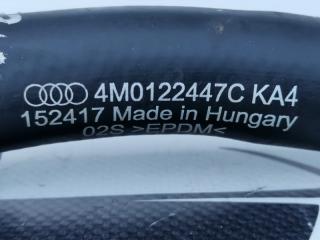 4M0122447C KA4
152417 Made in Hungary
02S >EPDM<